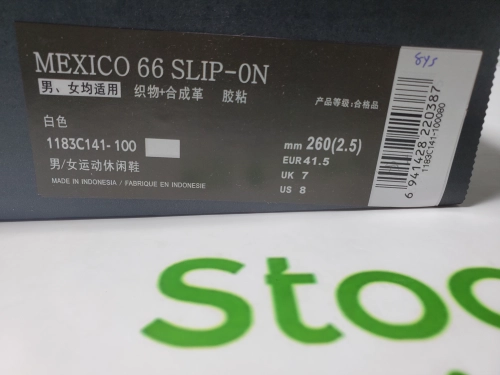 MEXICO 66 SLIP-ON
男、女均适用 织物+合成革 胶粘
产品等级:合格品
白色
1183C141-100
mm 260(2.5)
男/女运动休闲鞋
EUR 41.5
MADE IN INDONESIA / FABRIQUE EN INDONESIE
UK 7
US 8
6 941428 220387
1183C141-100080
Stoc